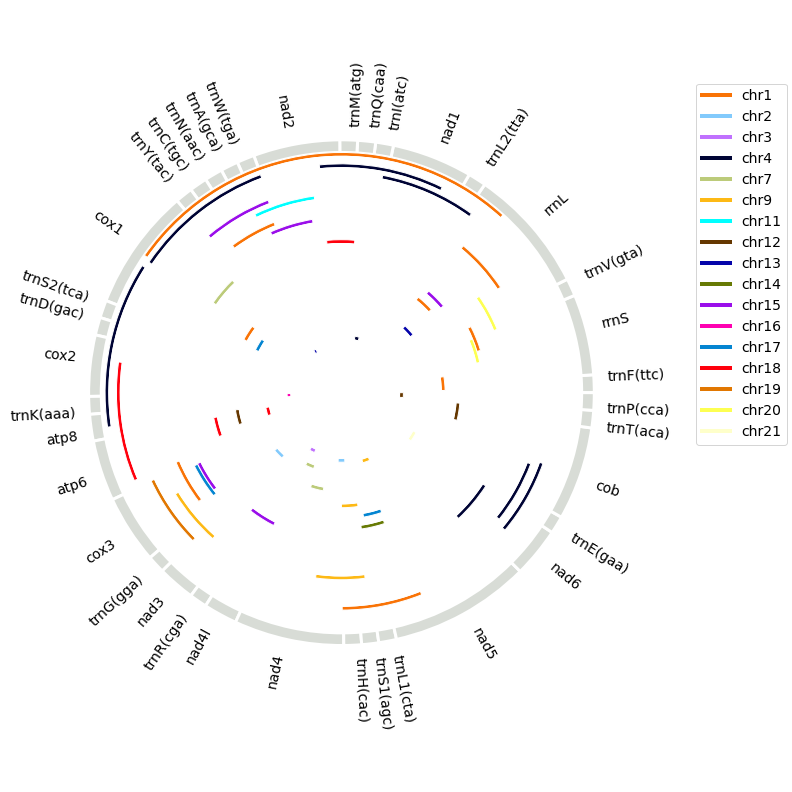 trnM(atg)
trnQ(caa)
trnI(atc)
nad1
trnL2(tta)
rnL
trnV(gta)
rrnS
trnF(ttc)
trnP(cca)
trnT(aca)
cob
trnE(gaa)
nad6
nad5
trnL1(cta)
trnS1(agc)
trnH(cac)
nad4
nad4l
trnR(cga)
nad3
trnG(gga)
cox3
atp6
atp8
trnK(aaa)
cox2
trnD(gac)
trnS2(tca)
cox1
trnY(tac)
trnC(tgc)
trnN(aac)
trnA(gca)
trnW(tga)
nad2
chr1
chr2
chr3
chr4
chr7
chr9
chr11
chr12
chr13
chr14
chr15
chr16
chr17
chr18
chr19
chr20
chr21